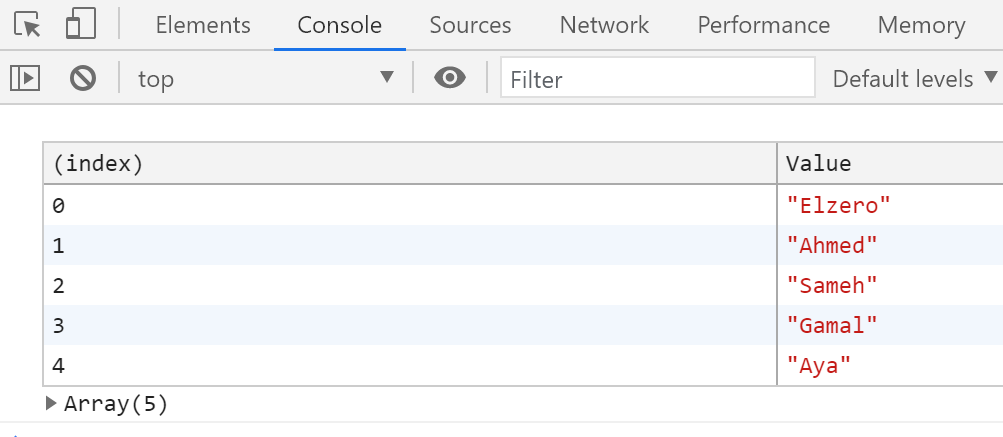 Elements Console Sources Network Performance Memory
top Filter Default levels
(index) Value
0 "Elzero"
1 "Ahmed"
2 "Sameh"
3 "Gamal"
4 "Aya"
Array(5)